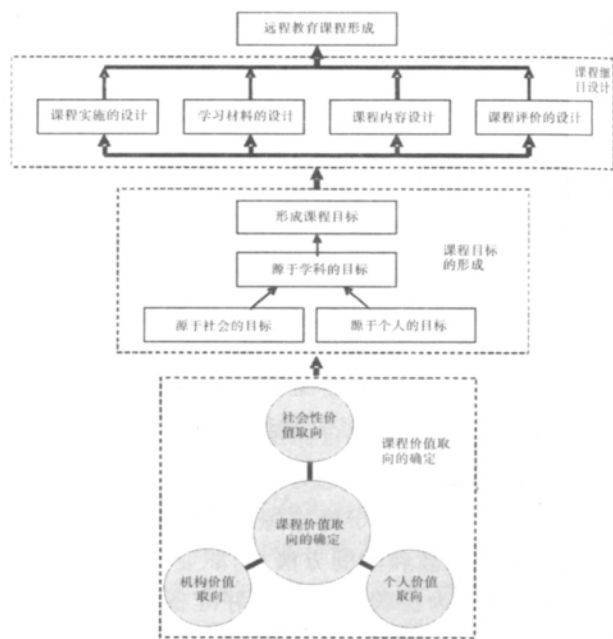 远程教育课程形成
课程细
目设计
课程实施的设计
学习材料的设计
课程内容设计
课程评价的设计
形成课程目标
课程目标
的形成
源于学科的目标
源于社会的目标
源于个人的目标
社会性价
值取向
课程价值取
向的确定
课程价值取
向的确定
机构价值
取向
个人价值
取向